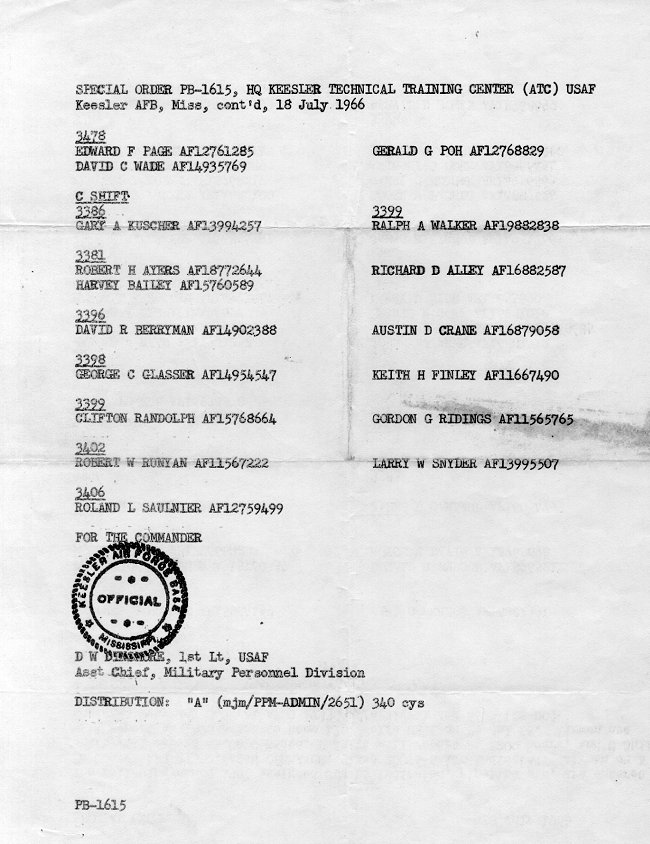 SPECIAL ORDER PB-1615, HQ KEESLER TECHNICAL TRAINING CENTER (ATC) USAF
Keesler AFB, Miss, cont'd, 18 July 1966
3478
EDWARD F PAGE AF12761285 GERALD G POH AF12768829
DAVID C WADE AF14935769
C SHIFT
3386 3399
GARY A KUSCHER AF13994257 RALPH A WALKER AF19882838
3381
ROBERT H AYERS AF18772644 RICHARD D ALLEY AF16882587
HARVEY BAILEY AF15760589
3396
DAVID R BERRYMAN AF14902388 AUSTIN D CRANE AF16879058
3398
GEORGE C GLASSER AF14954547 KEITH H FINLEY AF11667490
3399
CLIFTON RANDOLPH AF15768664 GORDON G RIDINGS AF11565765
3402
ROBERT W RUNYAN AF11567222 LARRY W SNYDER AF13995507
3406
ROLAND L SAULNIER AF12759499
FOR THE COMMANDER
KEESLER AIR FORCE BASE
OFFICIAL
MISSISSIPPI
D W, 1st Lt, USAF
Asst Chief, Military Personnel Division
DISTRIBUTION: "A" (mjm/PPM-ADMIN/2651) 340 cys
PB-1615